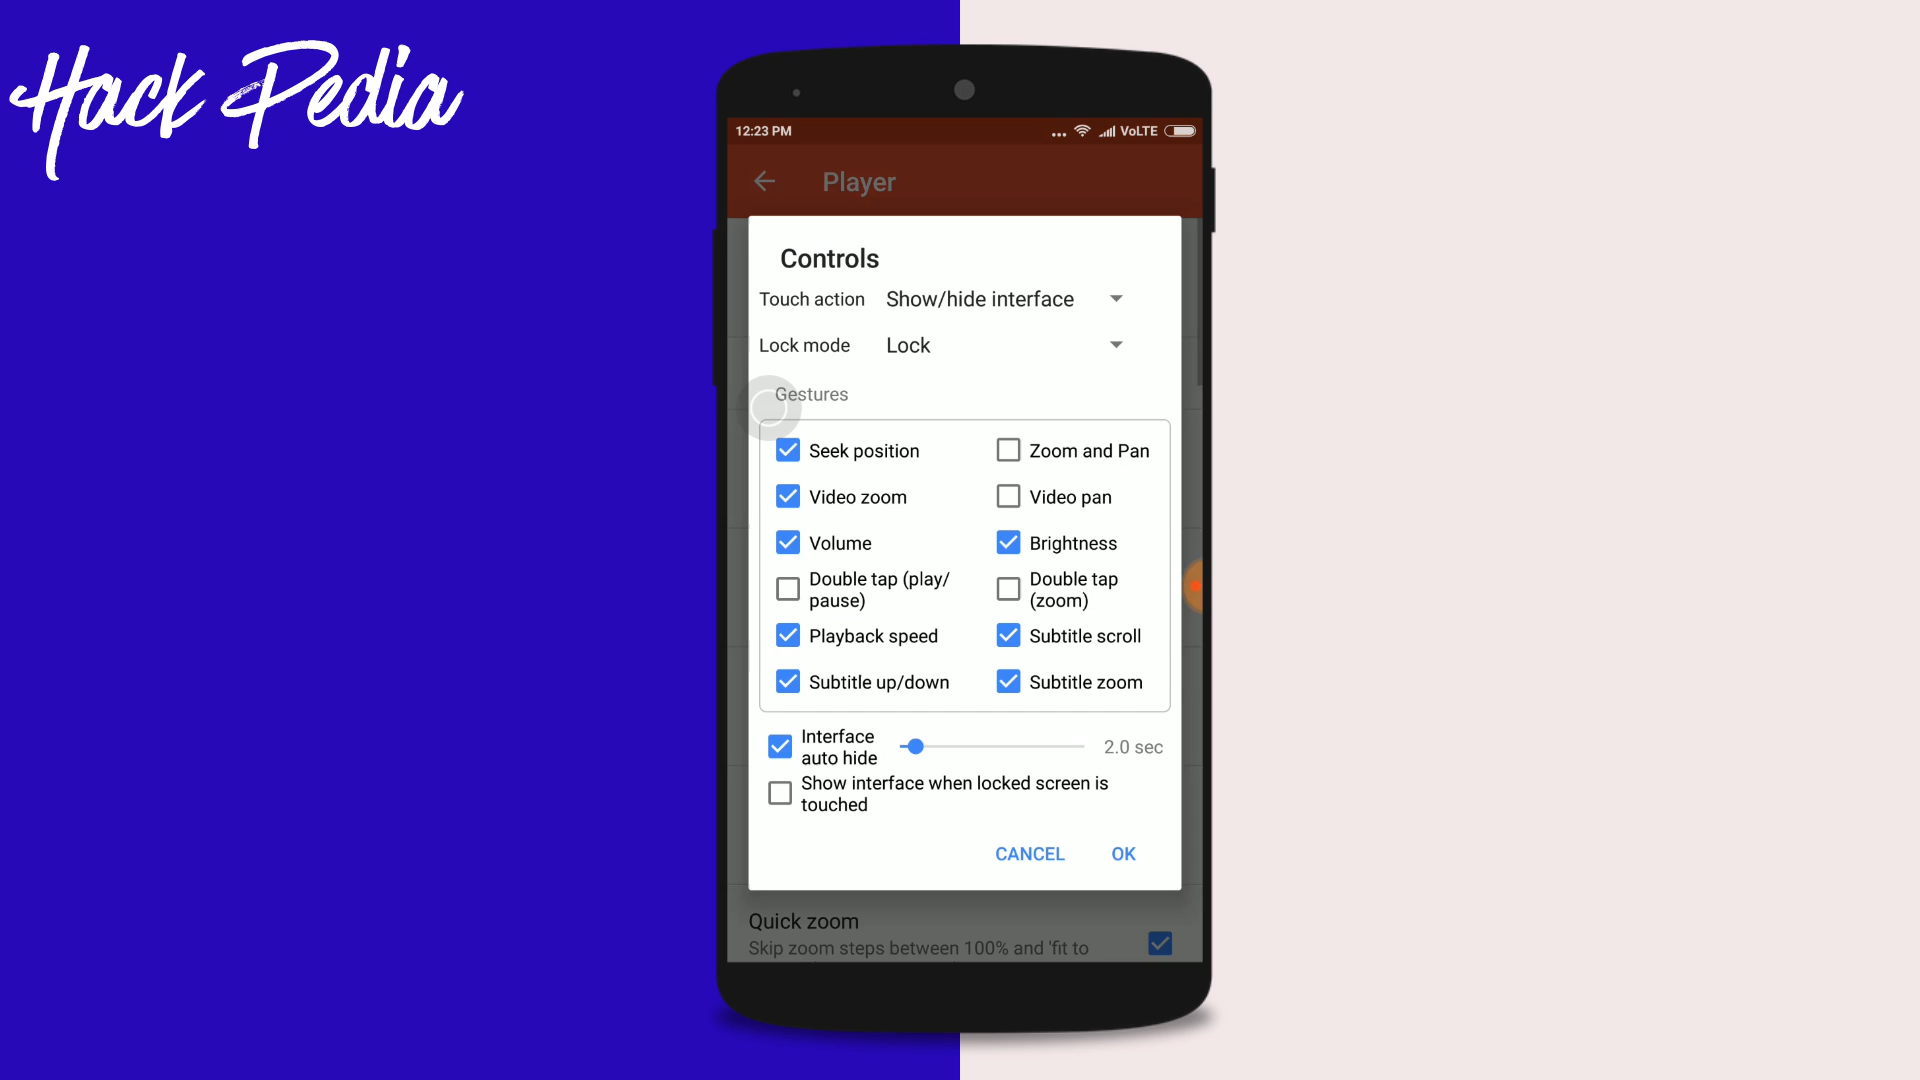 Hack Pedia
12:23 PM
... VoLTE
Player
Controls
Touch action Show/hide interface
Lock mode Lock
Gestures
Seek position Zoom and Pan
Video zoom Video pan
Volume Brightness
Double tap (play/
pause)
Double tap
(zoom)
Playback speed Subtitle scroll
Subtitle up/down Subtitle zoom
Interface
auto hide
2.0 sec
Show interface when locked screen is
touched
CANCEL OK
Quick zoom
Skip zoom steps between 100% and 'fit to